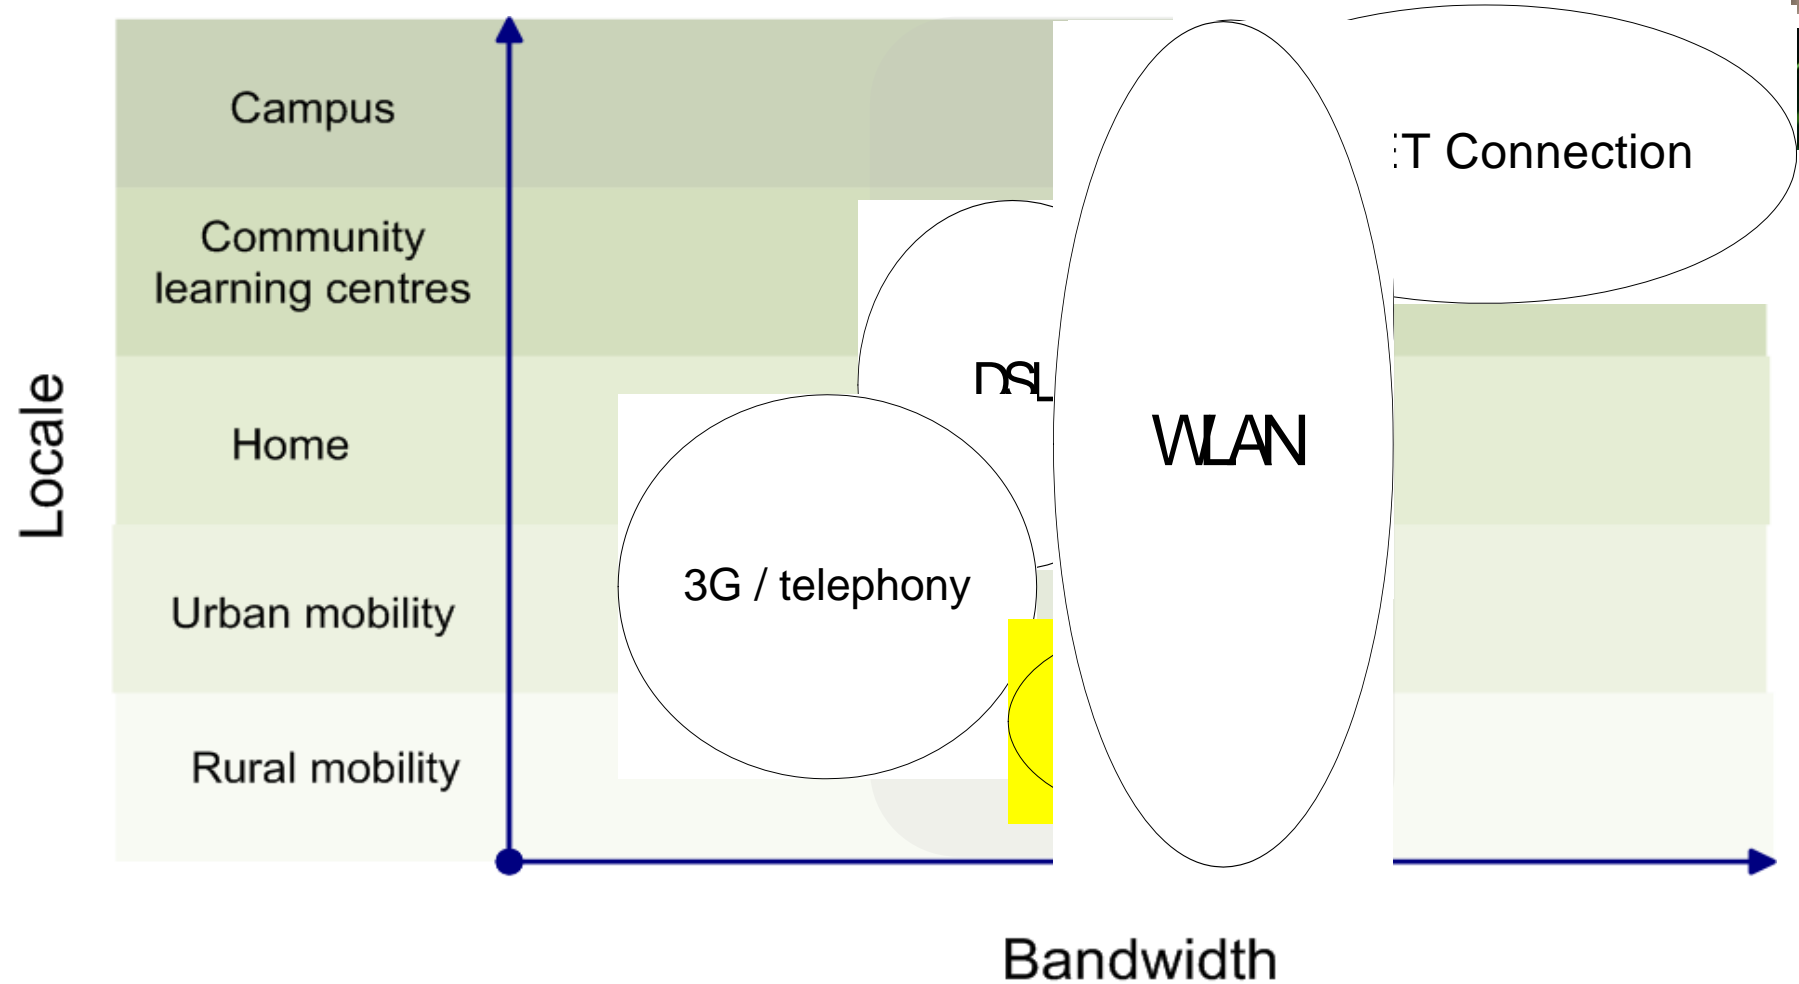 Campus
T Connection
Community
learning centres
DSL
Home
WLAN
Locale
3G / telephony
Urban mobility
Rural mobility
Bandwidth